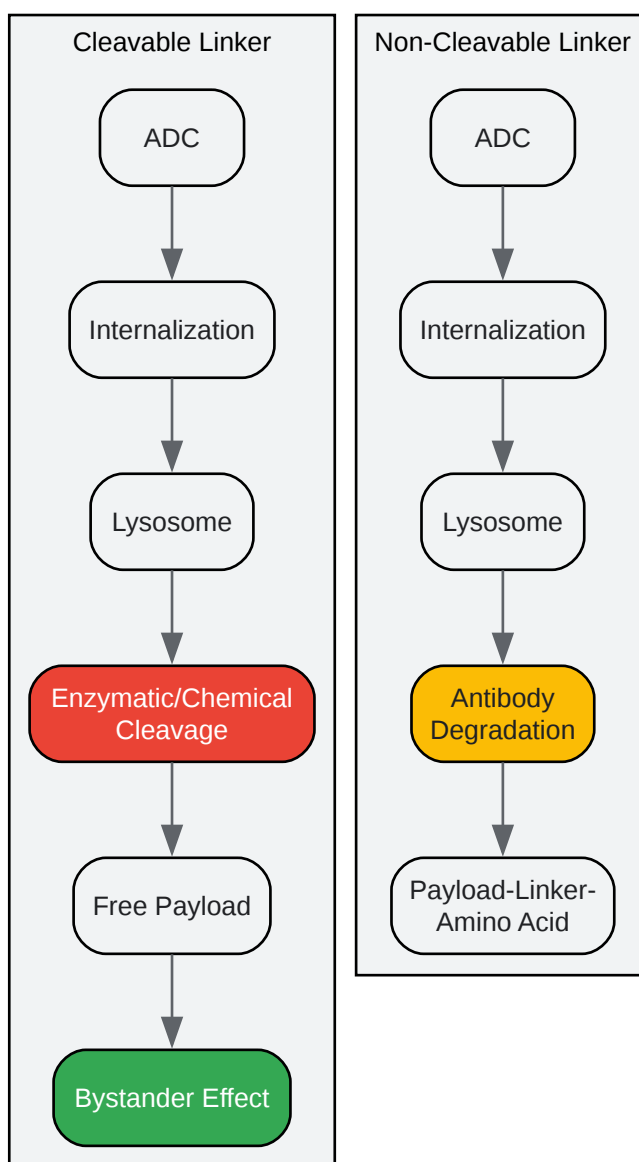 Cleavable Linker
ADC
Internalization
Lysosome
Enzymatic/Chemical
Cleavage
Free Payload
Bystander Effect
Non-Cleavable Linker
ADC
Internalization
Lysosome
Antibody
Degradation
Payload-Linker-
Amino Acid